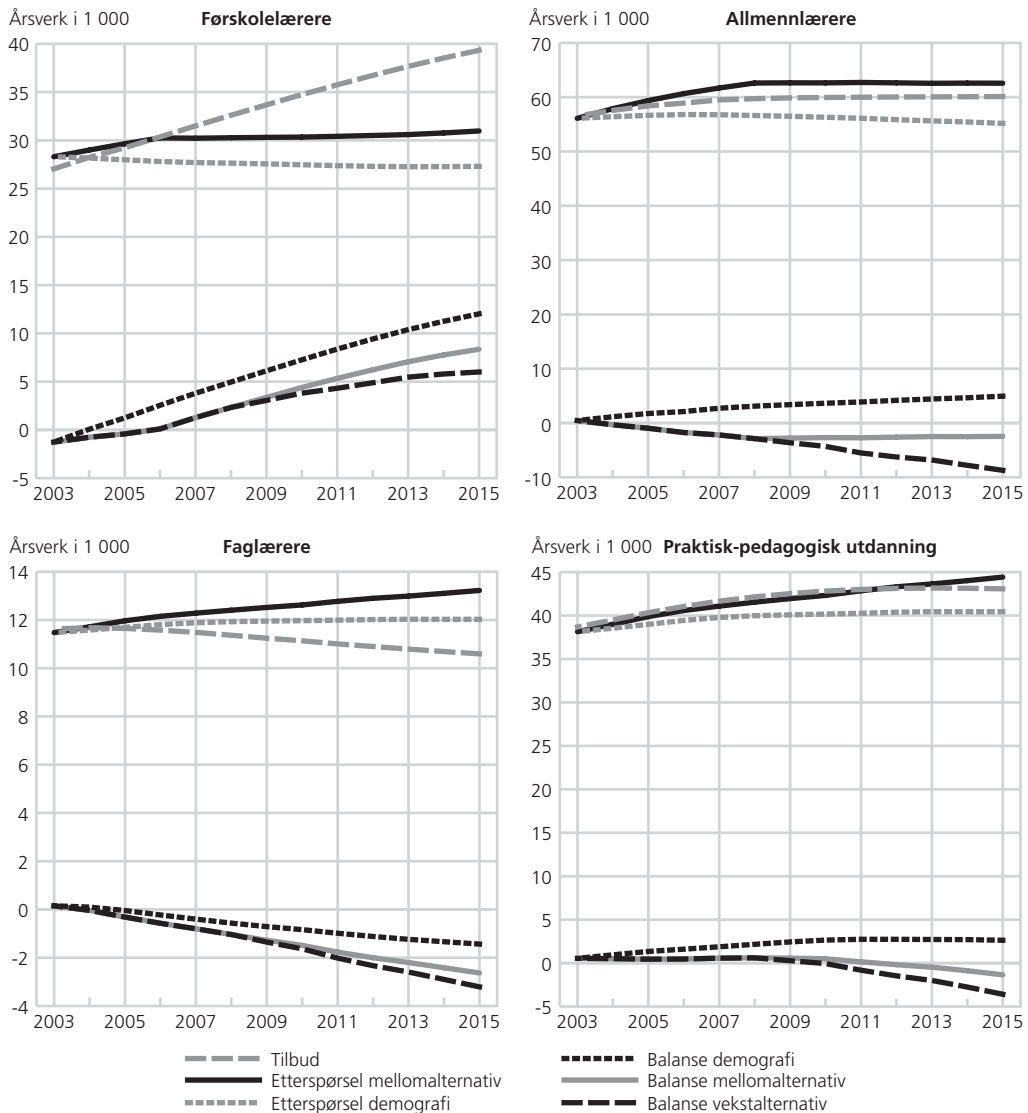 Årsverk i 1 000 Førskolelærere
40
35
30
25
20
15
10
5
0
-5
2003 2005 2007 2009 2011 2013 2015
Årsverk i 1 000 Allmennlærere
70
60
50
40
30
20
10
0
-10
2003 2005 2007 2009 2011 2013 2015
Årsverk i 1 000 Faglærere
14
12
10
8
6
4
2
0
-2
-4
2003 2005 2007 2009 2011 2013 2015
Årsverk i 1 000 Praktisk-pedagogisk utdanning
45
40
35
30
25
20
15
10
5
0
-5
2003 2005 2007 2009 2011 2013 2015
Tilbud
Etterspørsel mellomalternativ
Etterspørsel demografi
Balanse demografi
Balanse mellomalternativ
Balanse vekstalternativ